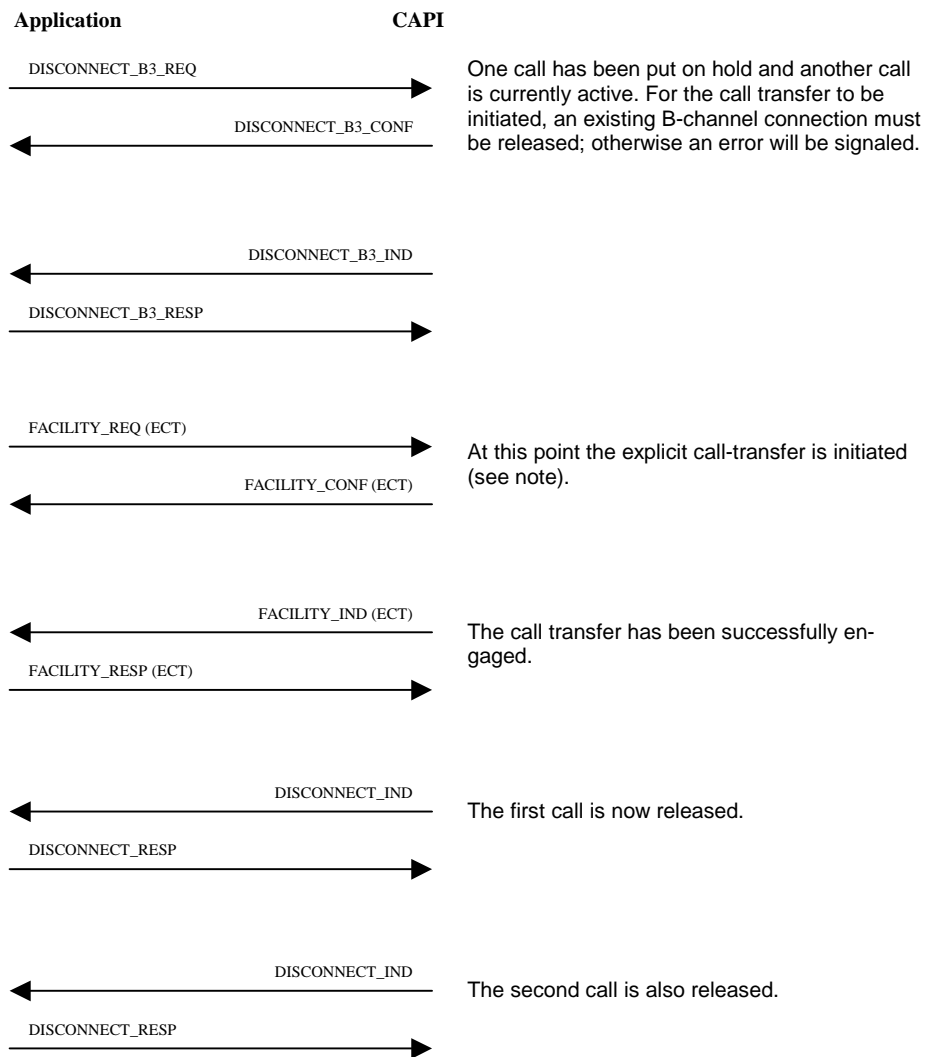 Application CAPI
DISCONNECT_B3_REQ
One call has been put on hold and another call
is currently active. For the call transfer to be
initiated, an existing B-channel connection must
be released; otherwise an error will be signaled.
DISCONNECT_B3_CONF
DISCONNECT_B3_IND
DISCONNECT_B3_RESP
FACILITY_REQ (ECT)
At this point the explicit call-transfer is initiated
(see note).
FACILITY_CONF (ECT)
FACILITY_IND (ECT)
The call transfer has been successfully en-
gaged.
FACILITY_RESP (ECT)
DISCONNECT_IND
The first call is now released.
DISCONNECT_RESP
DISCONNECT_IND
The second call is also released.
DISCONNECT_RESP